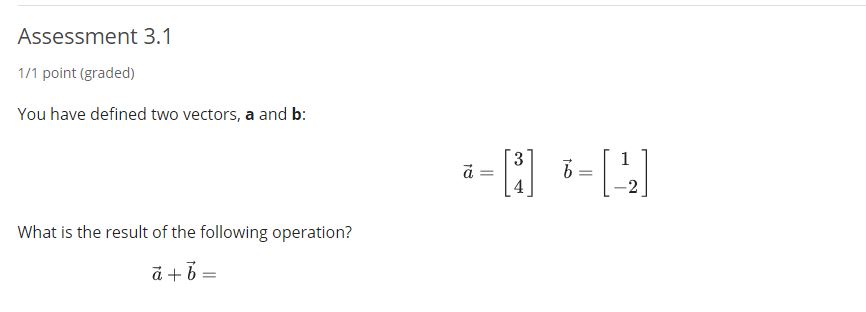 Assessment 3.1
1/1 point (graded)
You have defined two vectors, a and b:
a⃗ = [3 4] b⃗ = [1 −2]
What is the result of the following operation?
a⃗ + b⃗ =